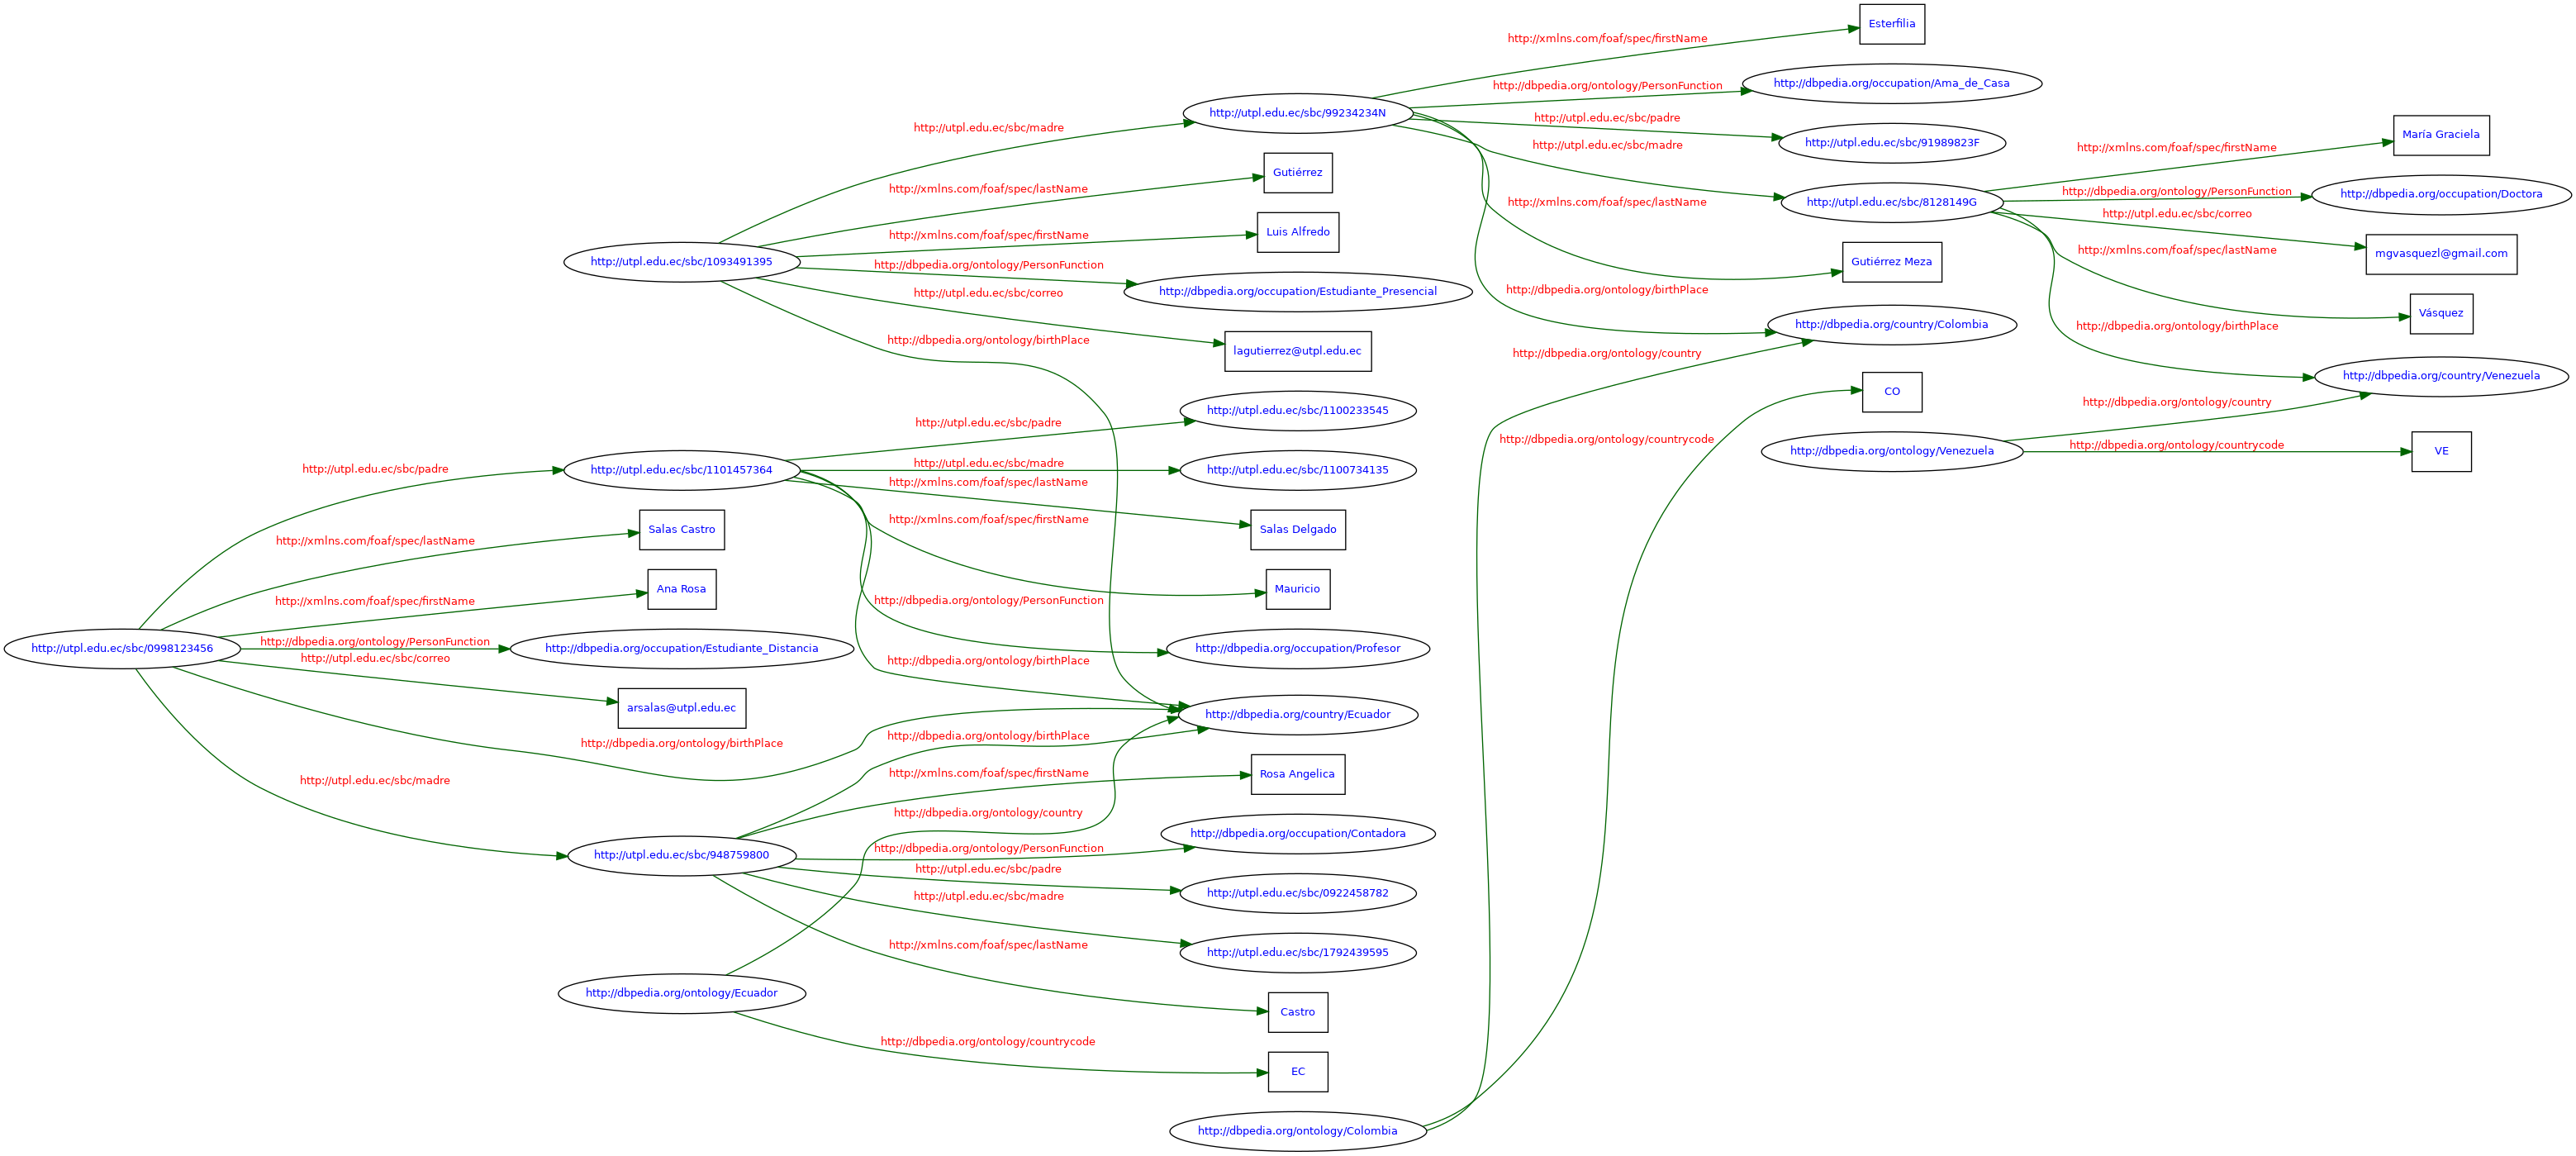 Esterfilia
http://xmlns.com/foaf/spec/firstName
http://dbpedia.org/occupation/Ama_de_Casa
http://dbpedia.org/ontology/PersonFunction
http://utpl.edu.ec/sbc/99234234N
http://utpl.edu.ec/sbc/padre
http://utpl.edu.ec/sbc/madre
http://utpl.edu.ec/sbc/91989823F
http://utpl.edu.ec/sbc/madre
María Graciela
http://xmlns.com/foaf/spec/firstName
Gutiérrez
http://xmlns.com/foaf/spec/lastName
http://utpl.edu.ec/sbc/8128149G
http://xmlns.com/foaf/spec/lastName
http://dbpedia.org/ontology/PersonFunction
http://dbpedia.org/occupation/Doctora
http://utpl.edu.ec/sbc/correo
Luis Alfredo
http://xmlns.com/foaf/spec/firstName
http://xmlns.com/foaf/spec/lastName
mgvasquezl@gmail.com
http://utpl.edu.ec/sbc/1093491395
http://dbpedia.org/ontology/PersonFunction
Gutiérrez Meza
http://dbpedia.org/occupation/Estudiante_Presencial
http://utpl.edu.ec/sbc/correo
http://dbpedia.org/ontology/birthPlace
Vásquez
http://dbpedia.org/country/Colombia
http://dbpedia.org/ontology/birthPlace
http://dbpedia.org/ontology/birthPlace
lagutierrez@utpl.edu.ec
http://dbpedia.org/ontology/country
http://dbpedia.org/country/Venezuela
CO
http://dbpedia.org/ontology/country
http://utpl.edu.ec/sbc/1100233545
http://utpl.edu.ec/sbc/padre
http://dbpedia.org/ontology/countrycode
http://dbpedia.org/ontology/Venezuela
http://dbpedia.org/ontology/countrycode
VE
http://utpl.edu.ec/sbc/padre
http://utpl.edu.ec/sbc/1101457364
http://utpl.edu.ec/sbc/madre
http://utpl.edu.ec/sbc/1100734135
http://xmlns.com/foaf/spec/lastName
http://xmlns.com/foaf/spec/firstName
Salas Castro
Salas Delgado
http://xmlns.com/foaf/spec/lastName
Ana Rosa
Mauricio
http://xmlns.com/foaf/spec/firstName
http://dbpedia.org/ontology/PersonFunction
http://utpl.edu.ec/sbc/0998123456
http://dbpedia.org/ontology/PersonFunction
http://dbpedia.org/occupation/Estudiante_Distancia
http://dbpedia.org/occupation/Profesor
http://utpl.edu.ec/sbc/correo
http://dbpedia.org/ontology/birthPlace
arsalas@utpl.edu.ec
http://dbpedia.org/country/Ecuador
http://dbpedia.org/ontology/birthPlace
http://dbpedia.org/ontology/birthPlace
http://utpl.edu.ec/sbc/madre
http://xmlns.com/foaf/spec/firstName
Rosa Angelica
http://dbpedia.org/ontology/country
http://dbpedia.org/occupation/Contadora
http://utpl.edu.ec/sbc/948759800
http://dbpedia.org/ontology/PersonFunction
http://utpl.edu.ec/sbc/padre
http://utpl.edu.ec/sbc/0922458782
http://utpl.edu.ec/sbc/madre
http://xmlns.com/foaf/spec/lastName
http://utpl.edu.ec/sbc/1792439595
http://dbpedia.org/ontology/Ecuador
Castro
http://dbpedia.org/ontology/countrycode
EC
http://dbpedia.org/ontology/Colombia